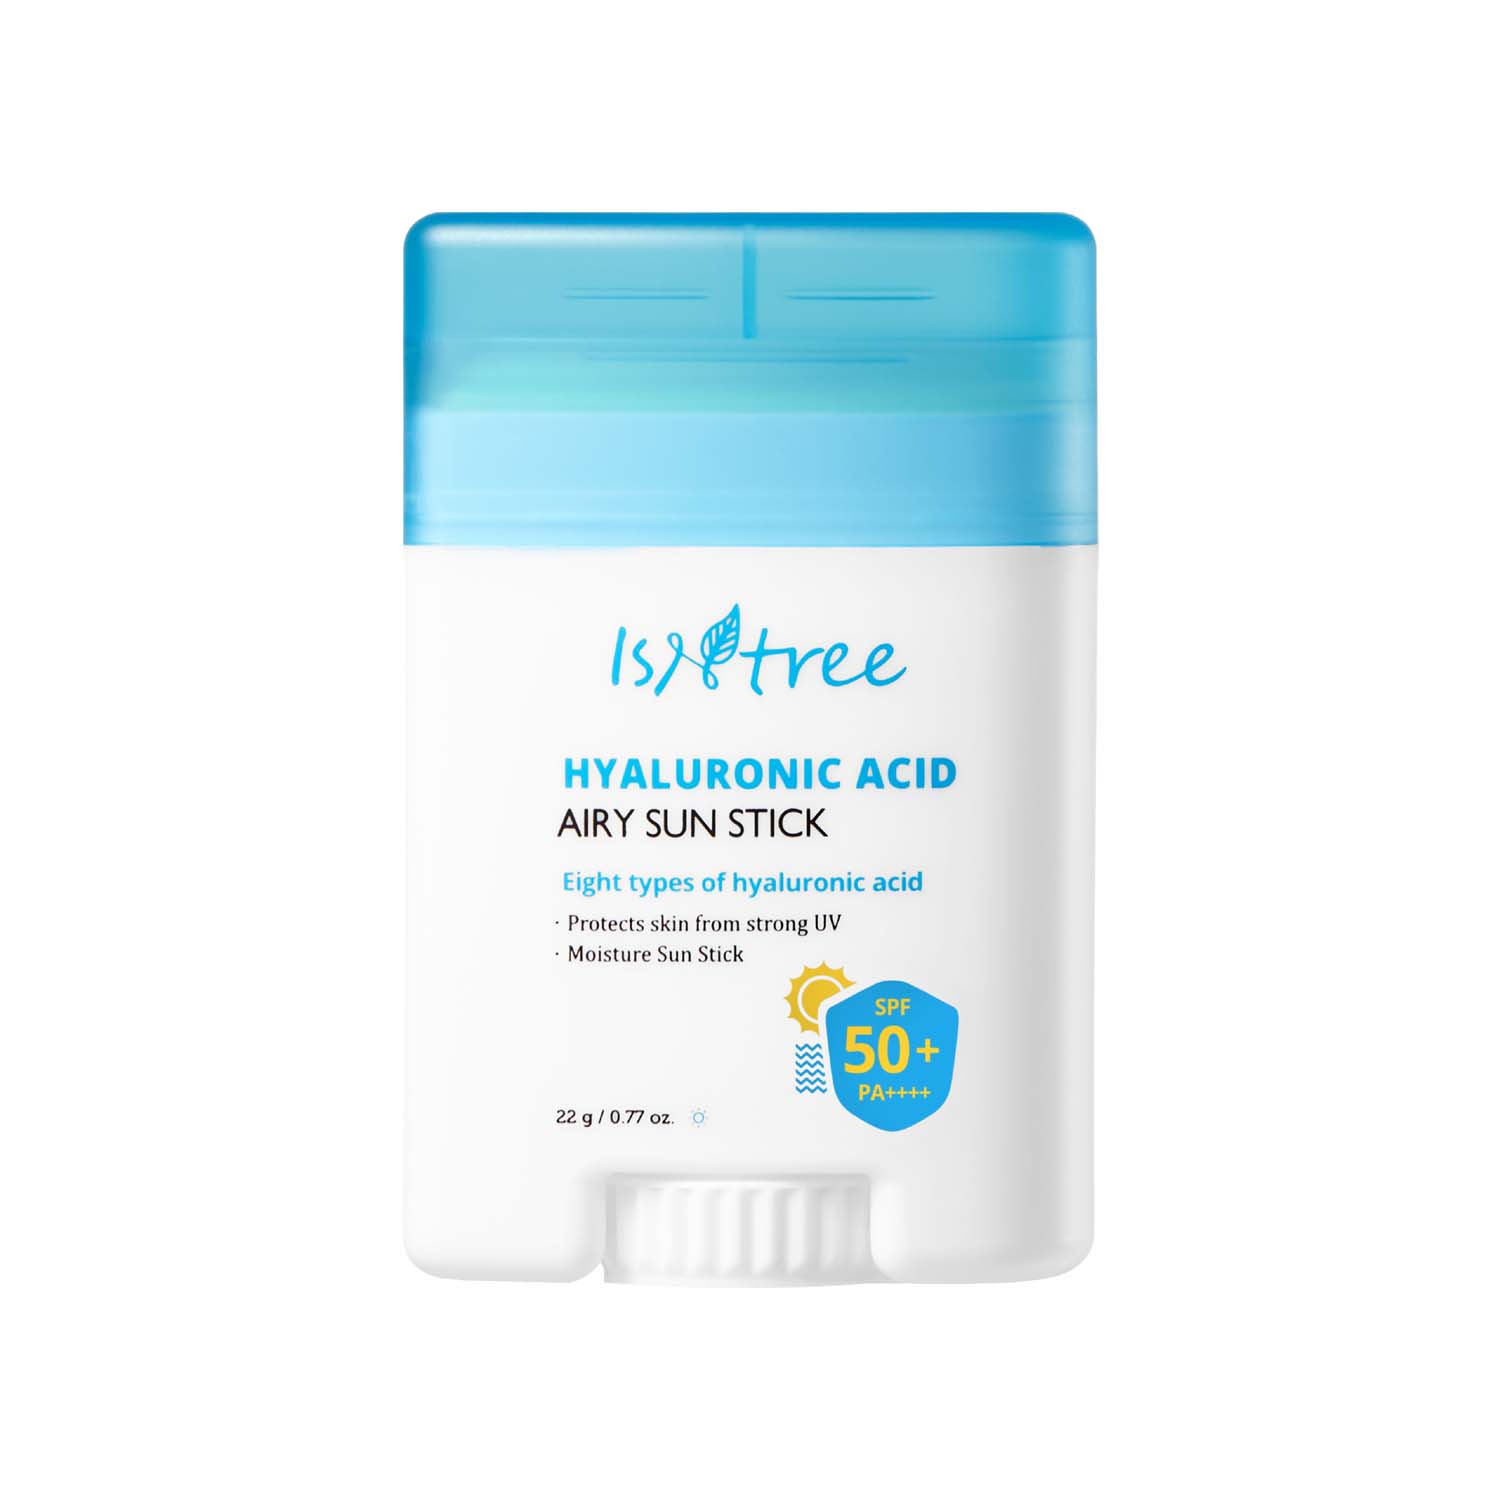 Isntree
HYALURONIC ACID
AIRY SUN STICK
Eight types of hyaluronic acid
· Protects skin from strong UV
· Moisture Sun Stick
SPF
50+
PA++++
22 g / 0.77 oz.